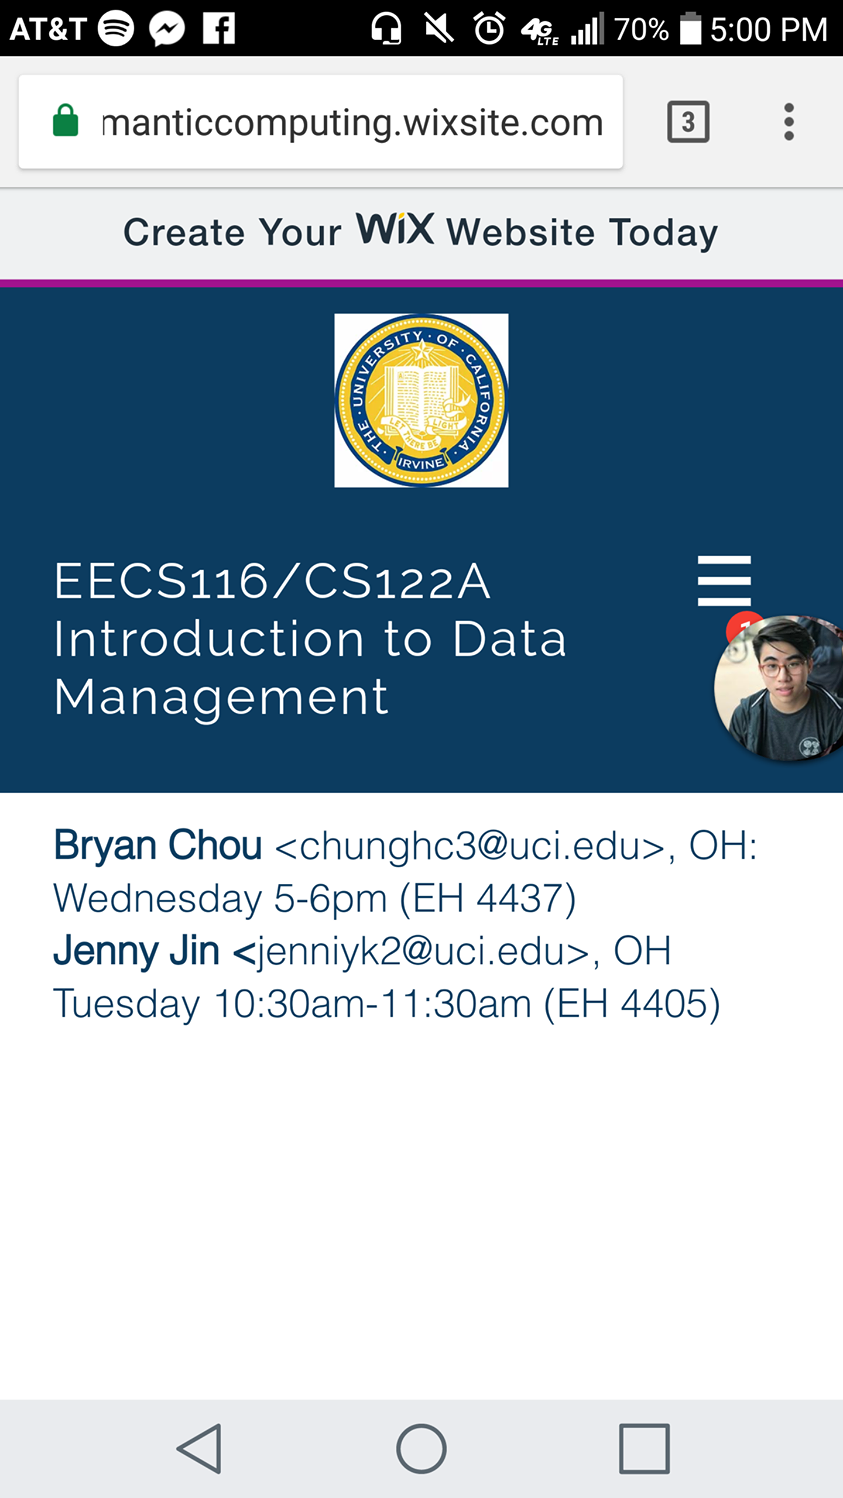 AT&T 4G LTE 70% 5:00 PM
manticcomputing.wixsite.com 3
Create Your WiX Website Today
THE · UNIVERSITY · OF · CALIFORNIA
LET THERE BE LIGHT
IRVINE
EECS116/CS122A
Introduction to Data
Management
1
Bryan Chou <chunghc3@uci.edu>, OH:
Wednesday 5-6pm (EH 4437)
Jenny Jin <jenniyk2@uci.edu>, OH
Tuesday 10:30am-11:30am (EH 4405)